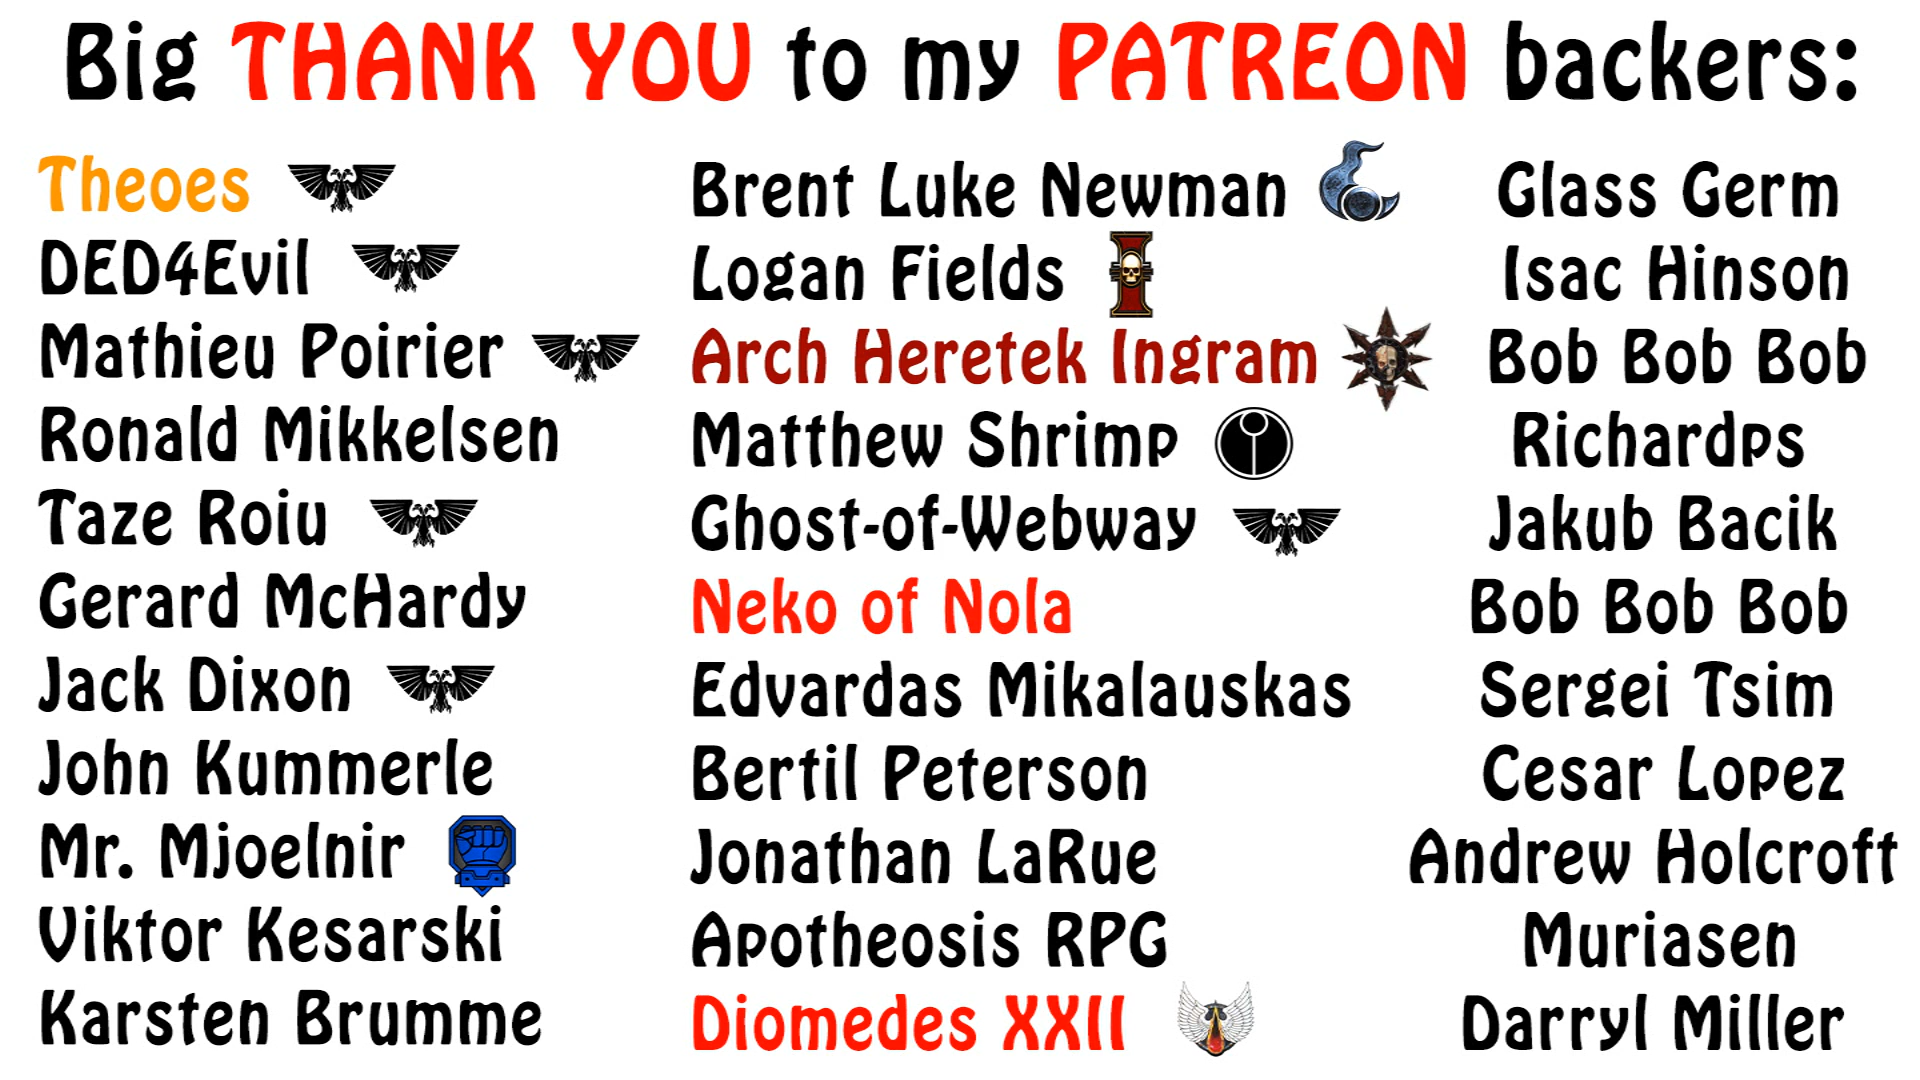 Big THANK YOU to my PATREON backers:
Theoes
DED4Evil
Mathieu Poirier
Ronald Mikkelsen
Taze Roiu
Gerard McHardy
Jack Dixon
John Kummerle
Mr. Mjoelnir
Viktor Kesarski
Karsten Brumme
Brent Luke Newman
Logan Fields
Arch Heretek Ingram
Matthew Shrimp
Ghost-of-Webway
Neko of Nola
Edvardas Mikalauskas
Bertil Peterson
Jonathan LaRue
Apotheosis RPG
Diomedes XXII
Glass Germ
Isac Hinson
Bob Bob Bob
Richardps
Jakub Bacik
Bob Bob Bob
Sergei Tsim
Cesar Lopez
Andrew Holcroft
Muriasen
Darryl Miller